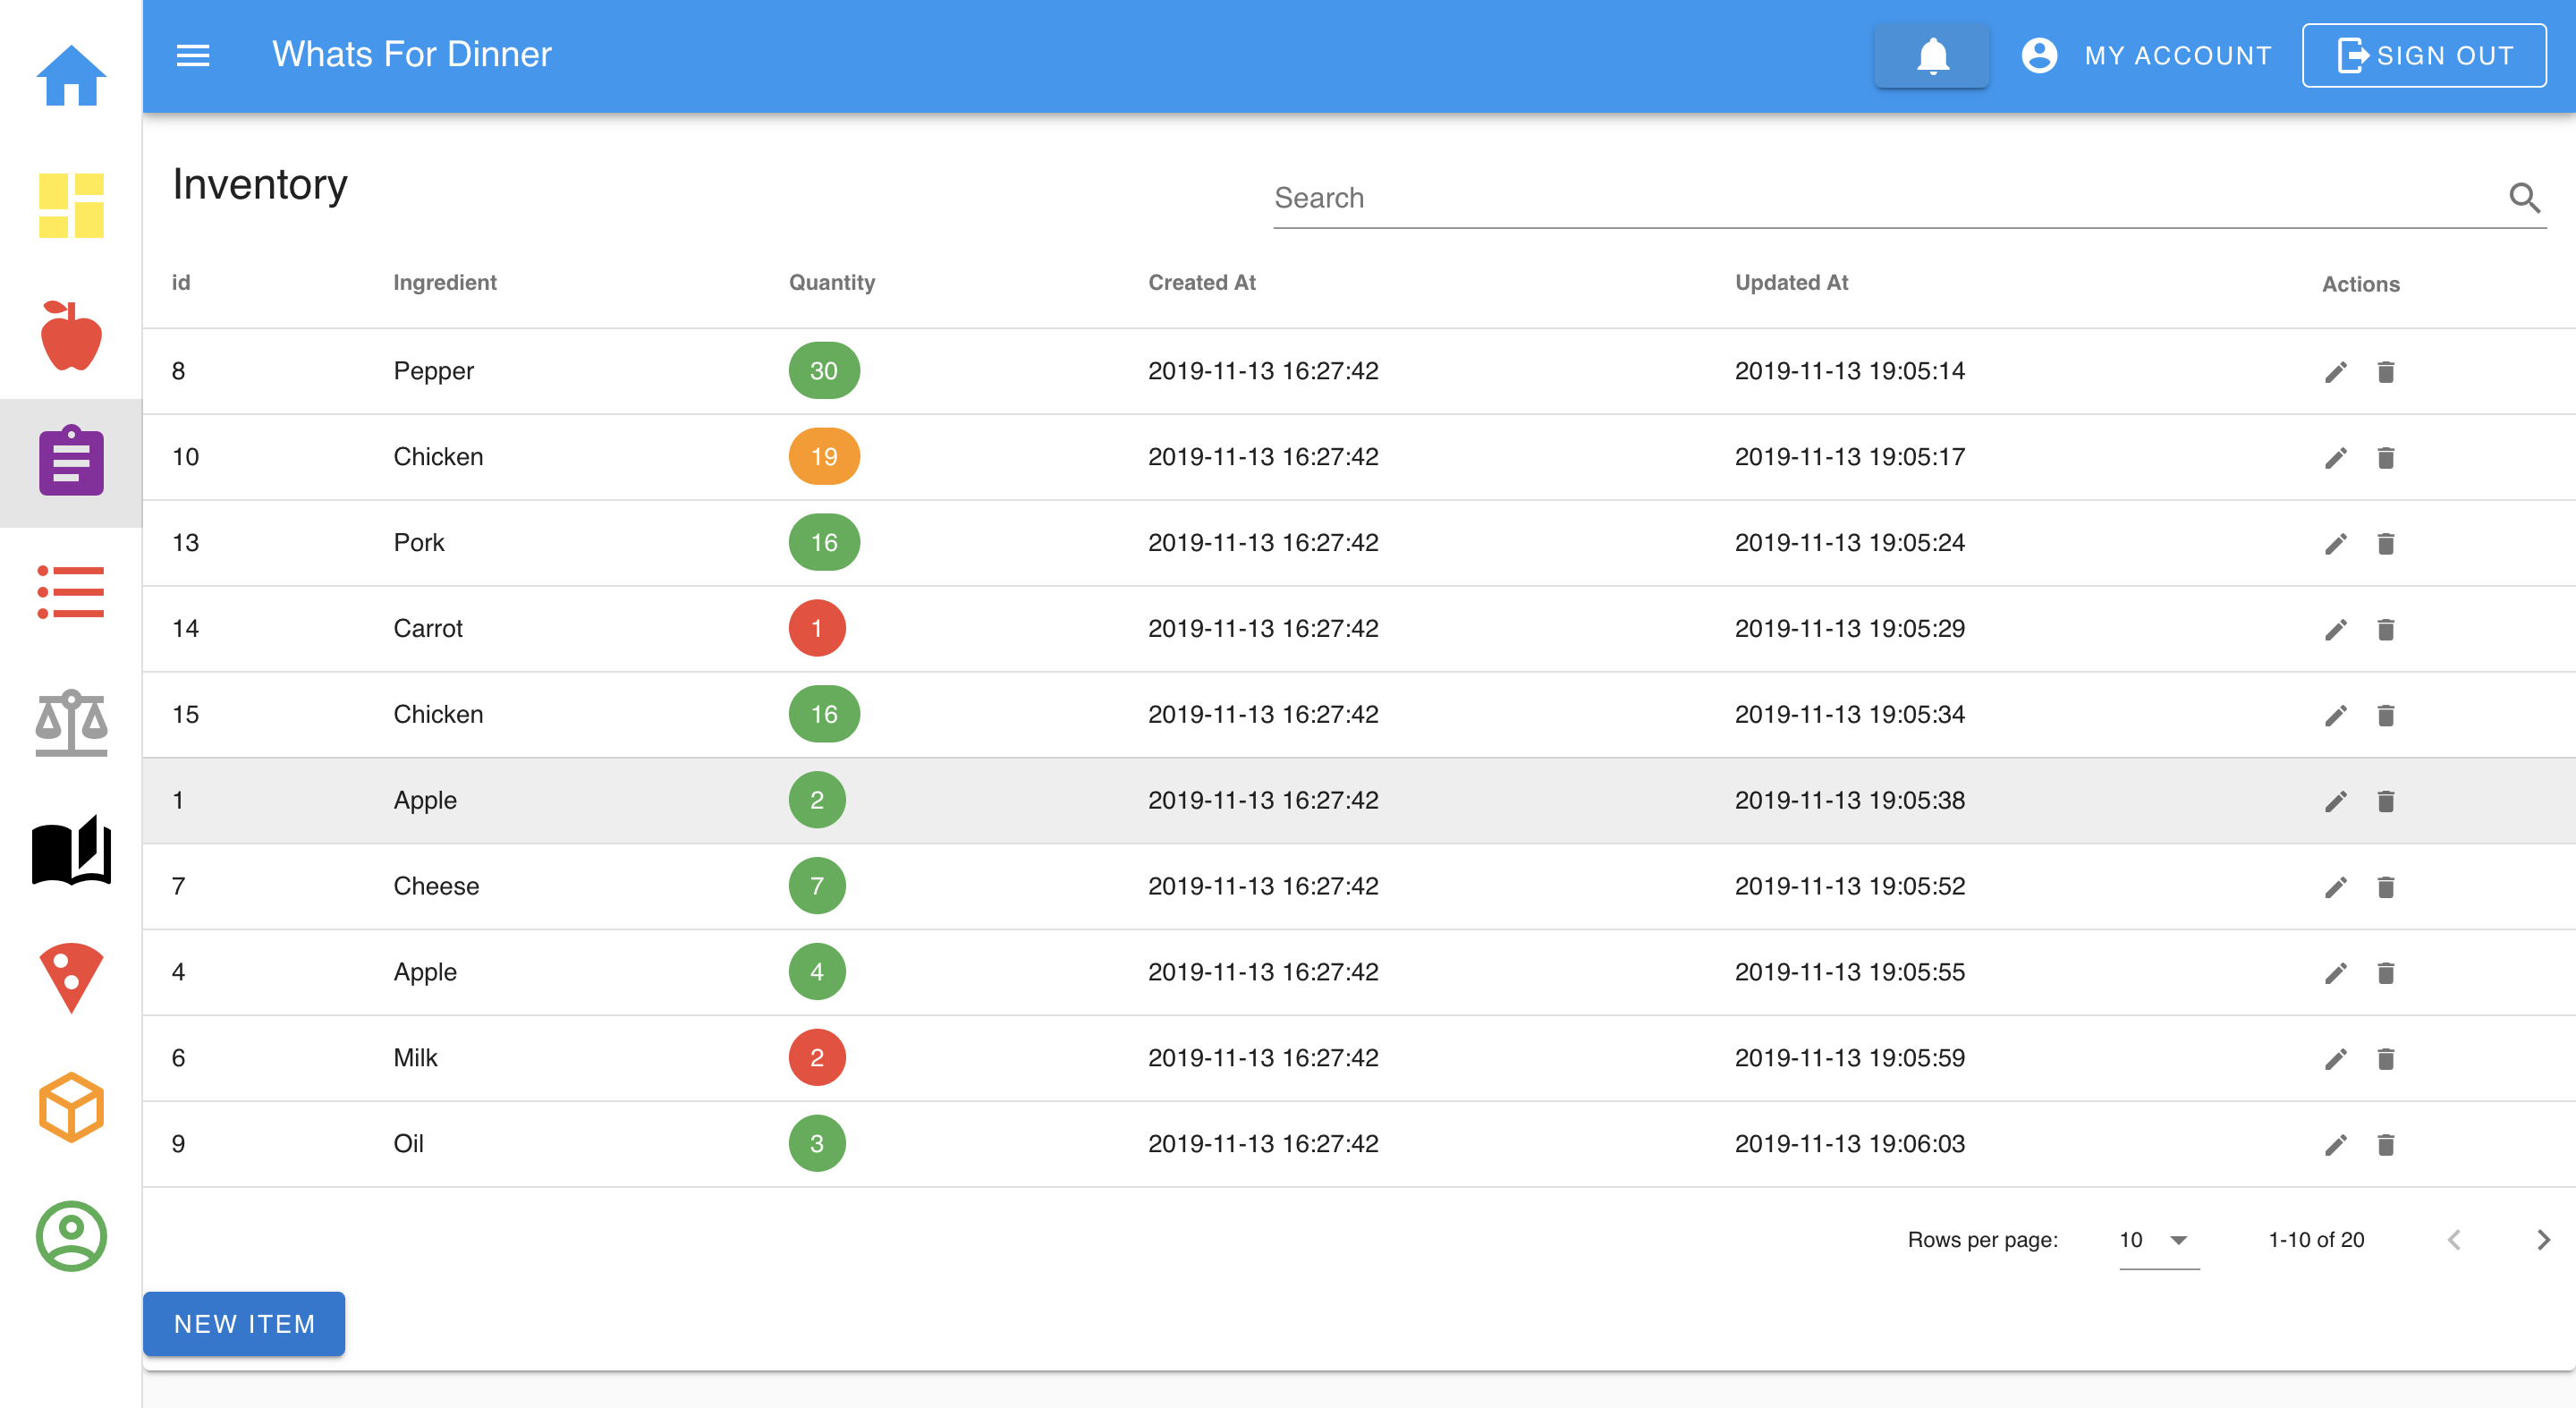 Whats For Dinner MY ACCOUNT SIGN OUT
Inventory Search
id Ingredient Quantity Created At Updated At Actions
8 Pepper 30 2019-11-13 16:27:42 2019-11-13 19:05:14
10 Chicken 19 2019-11-13 16:27:42 2019-11-13 19:05:17
13 Pork 16 2019-11-13 16:27:42 2019-11-13 19:05:24
14 Carrot 1 2019-11-13 16:27:42 2019-11-13 19:05:29
15 Chicken 16 2019-11-13 16:27:42 2019-11-13 19:05:34
1 Apple 2 2019-11-13 16:27:42 2019-11-13 19:05:38
7 Cheese 7 2019-11-13 16:27:42 2019-11-13 19:05:52
4 Apple 4 2019-11-13 16:27:42 2019-11-13 19:05:55
6 Milk 2 2019-11-13 16:27:42 2019-11-13 19:05:59
9 Oil 3 2019-11-13 16:27:42 2019-11-13 19:06:03
Rows per page: 10 1-10 of 20
NEW ITEM